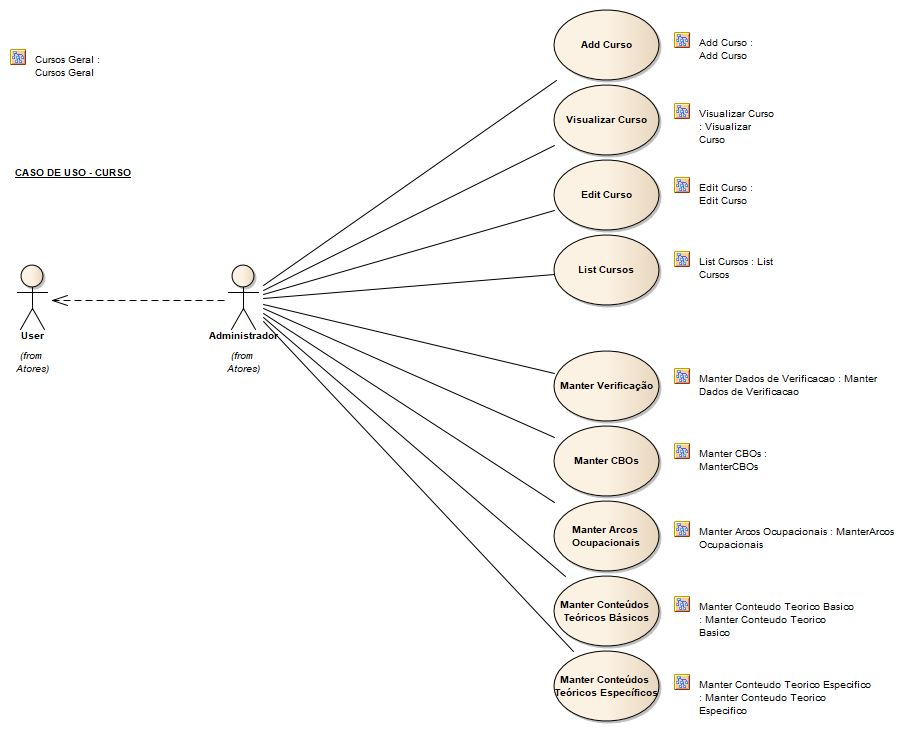 Cursos Geral :
Cursos Geral
CASO DE USO - CURSO
User
(from
Atores)
Administrador
(from
Atores)
Add Curso
Add Curso :
Add Curso
Visualizar Curso
Visualizar Curso
: Visualizar
Curso
Edit Curso
Edit Curso :
Edit Curso
List Cursos
List Cursos : List
Cursos
Manter Verificação
Manter Dados de Verificacao : Manter
Dados de Verificacao
Manter CBOs
Manter CBOs :
ManterCBOs
Manter Arcos
Ocupacionais
Manter Arcos Ocupacionais : ManterArcos
Ocupacionais
Manter Conteúdos
Teóricos Básicos
Manter Conteudo Teorico Basico
: Manter Conteudo Teorico
Basico
Manter Conteúdos
Teóricos Específicos
Manter Conteudo Teorico Especifico
: Manter Conteudo Teorico
Especifico